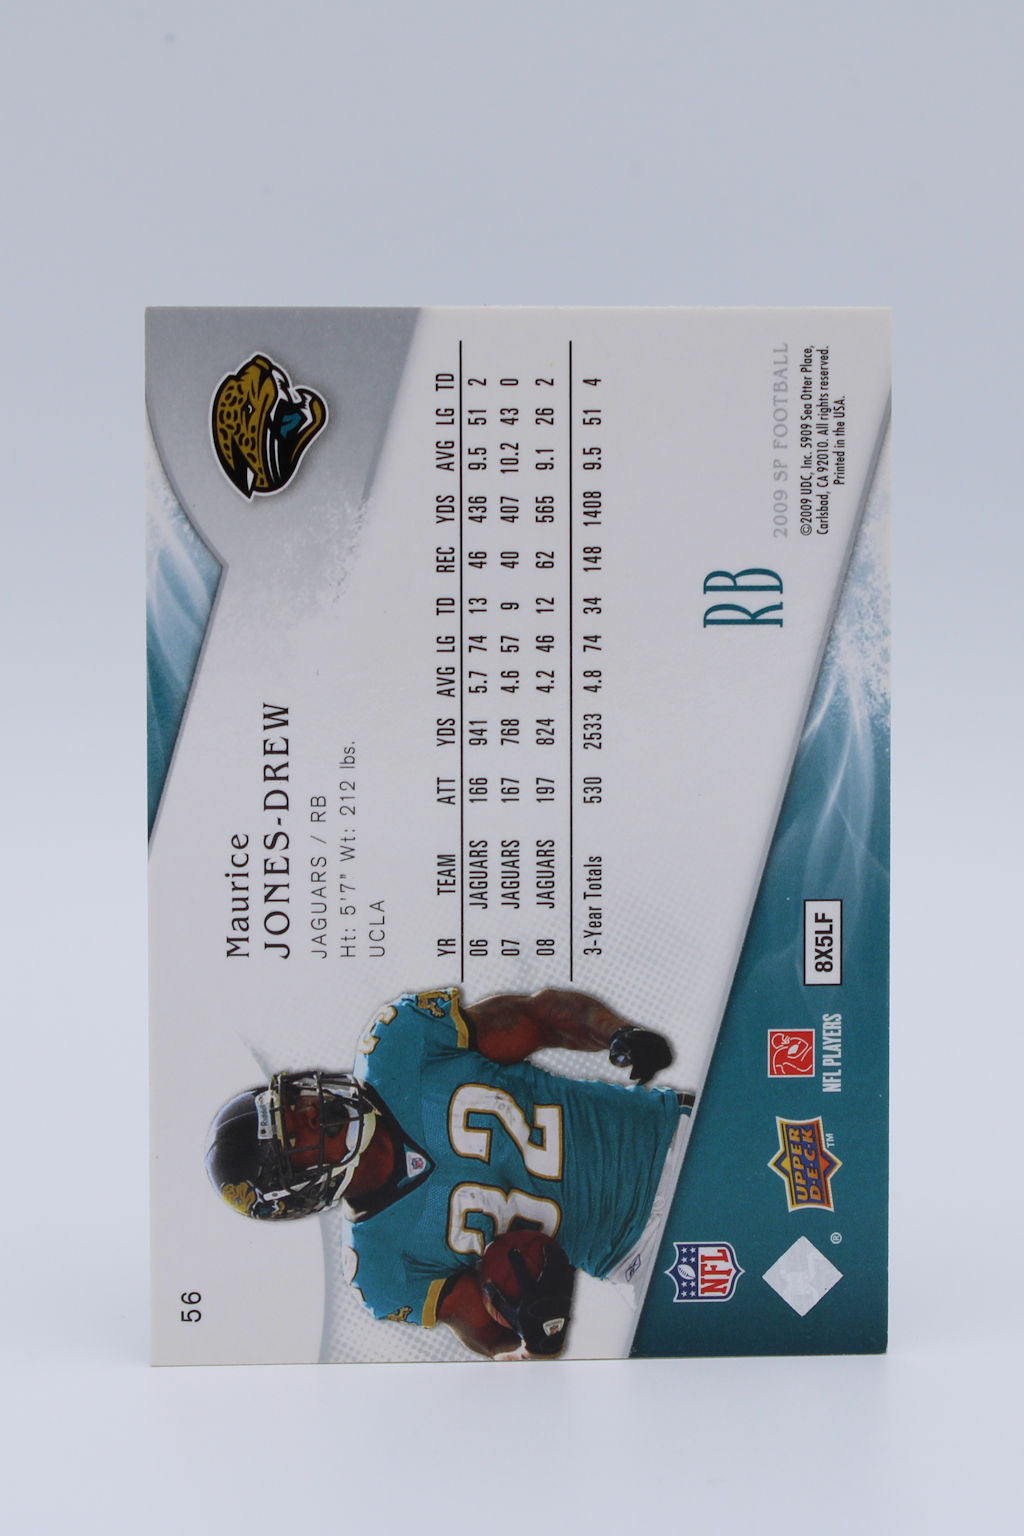 56
Maurice
JONES-DREW
JAGUARS / RB
Ht: 5'7" Wt: 212 lbs.
UCLA
YR TEAM ATT YDS AVG LG TD REC YDS AVG LG TD
06 JAGUARS 166 941 5.7 74 13 46 436 9.5 51 2
07 JAGUARS 167 768 4.6 57 9 40 407 10.2 43 0
08 JAGUARS 197 824 4.2 46 12 62 565 9.1 26 2
3-Year Totals 530 2533 4.8 74 34 148 1408 9.5 51 4
Riddell
32
NFL
RB
2009 SP FOOTBALL
©2009 UDC, Inc. 5909 Sea Otter Place,
Carlsbad, CA 92010. All rights reserved.
Printed in the USA.
®
UPPER
D·E·C·K
TM
NFL PLAYERS
8X5LF